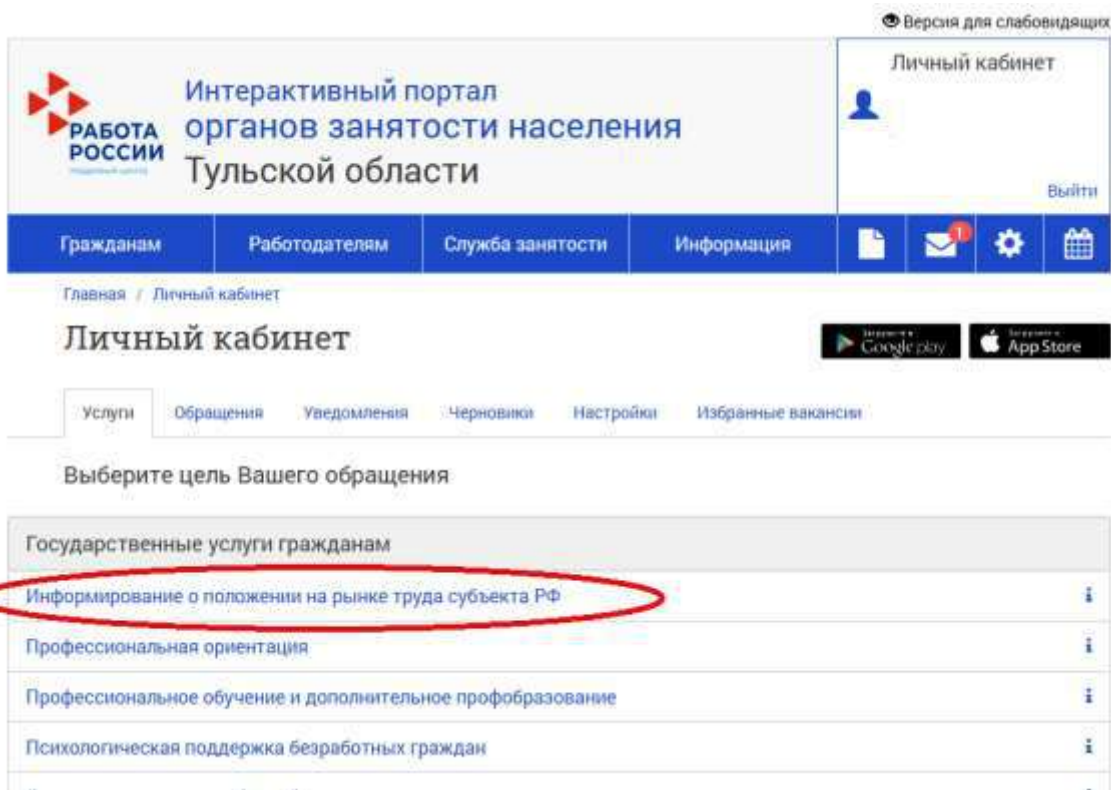 Версия для слабовидящих
Личный кабинет
Интерактивный портал
органов занятости населения
Тульской области
РАБОТА
РОССИИ
Выйти
Гражданам
Работодателям
Служба занятости
Информация
1
Главная / Личный кабинет
Личный кабинет
Google play
App Store
Услуги
Обращения
Уведомления
Черновики
Настройки
Избранные вакансии
Выберите цель Вашего обращения
Государственные услуги гражданам
Информирование о положении на рынке труда субъекта РФ
Профессиональная ориентация
Профессиональное обучение и дополнительное профобразование
Психологическая поддержка безработных граждан